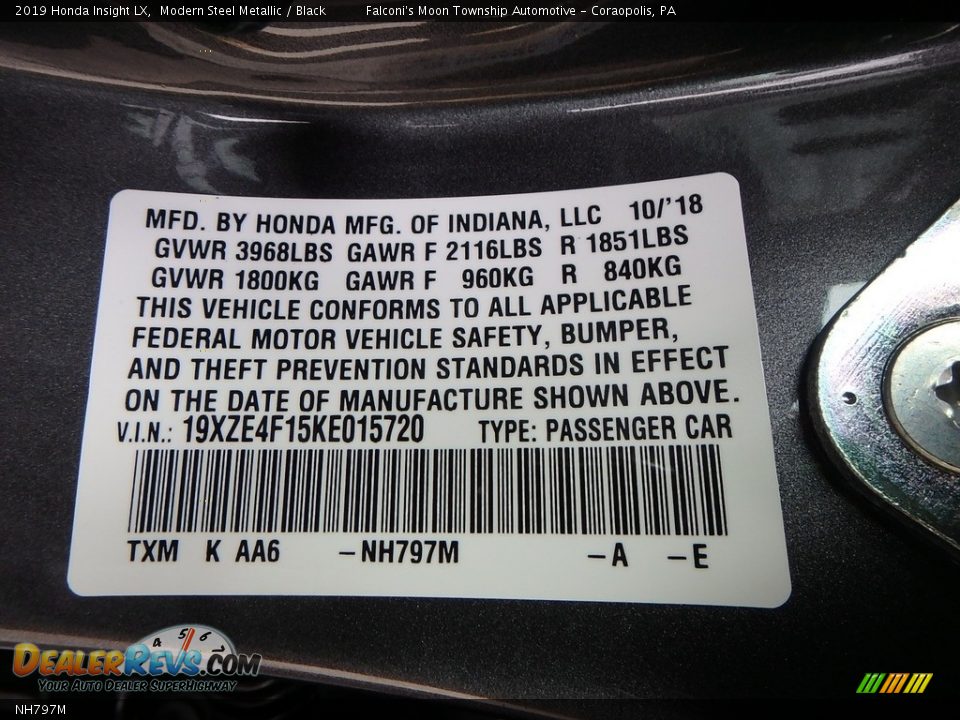 2019 Honda Insight LX, Modern Steel Metallic / Black Falconi's Moon Township Automotive - Coraopolis, PA
MFD. BY HONDA MFG. OF INDIANA, LLC 10/'18
GVWR 3968LBS GAWR F 2116LBS R 1851LBS
GVWR 1800KG GAWR F 960KG R 840KG
THIS VEHICLE CONFORMS TO ALL APPLICABLE
FEDERAL MOTOR VEHICLE SAFETY, BUMPER,
AND THEFT PREVENTION STANDARDS IN EFFECT
ON THE DATE OF MANUFACTURE SHOWN ABOVE.
V.I.N.: 19XZE4F15KE015720 TYPE: PASSENGER CAR
TXM K AA6 -NH797M -A -E
4 5 6
DEALERREVS.COM
Your Auto Dealer SuperHighway
NH797M